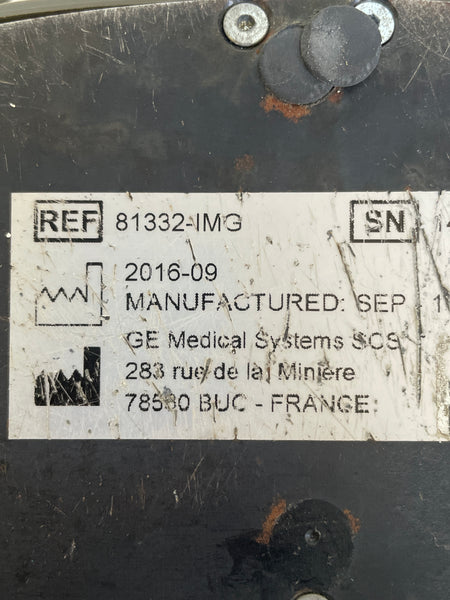 REF 81332-IMG SN
2016-09
MANUFACTURED: SEP
GE Medical Systems SCS
283 rue de la Minière
78530 BUC - FRANCE